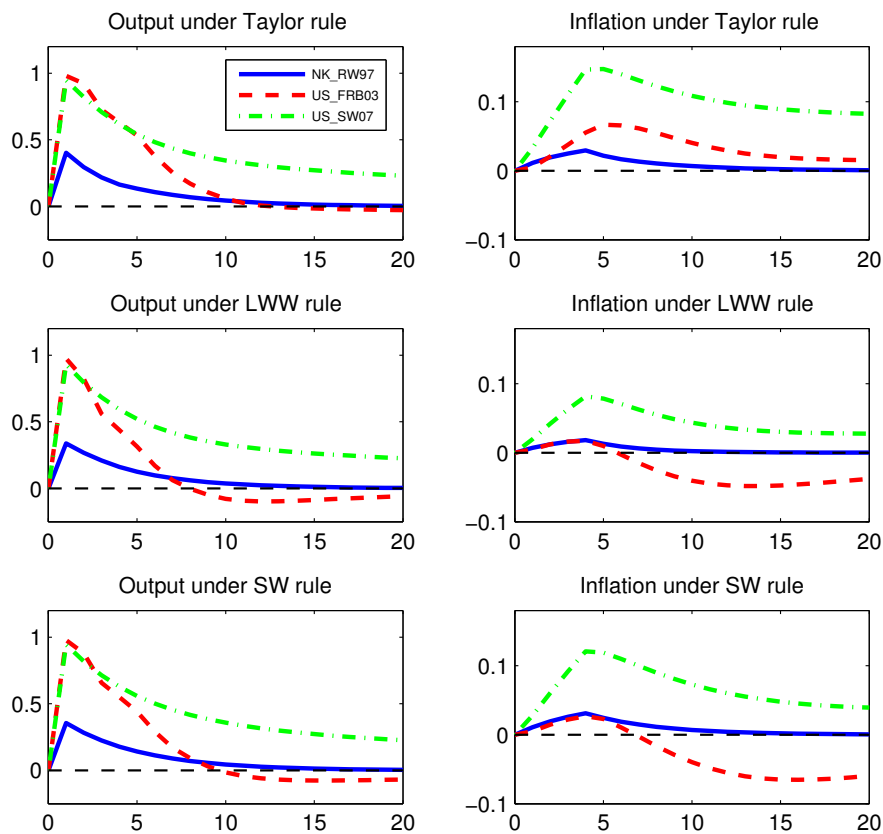 Output under Taylor rule
1
0.5
0
0 5 10 15 20
NK_RW97
US_FRB03
US_SW07
Inflation under Taylor rule
0.1
0
−0.1
0 5 10 15 20
Output under LWW rule
1
0.5
0
0 5 10 15 20
Inflation under LWW rule
0.1
0
−0.1
0 5 10 15 20
Output under SW rule
1
0.5
0
0 5 10 15 20
Inflation under SW rule
0.1
0
−0.1
0 5 10 15 20